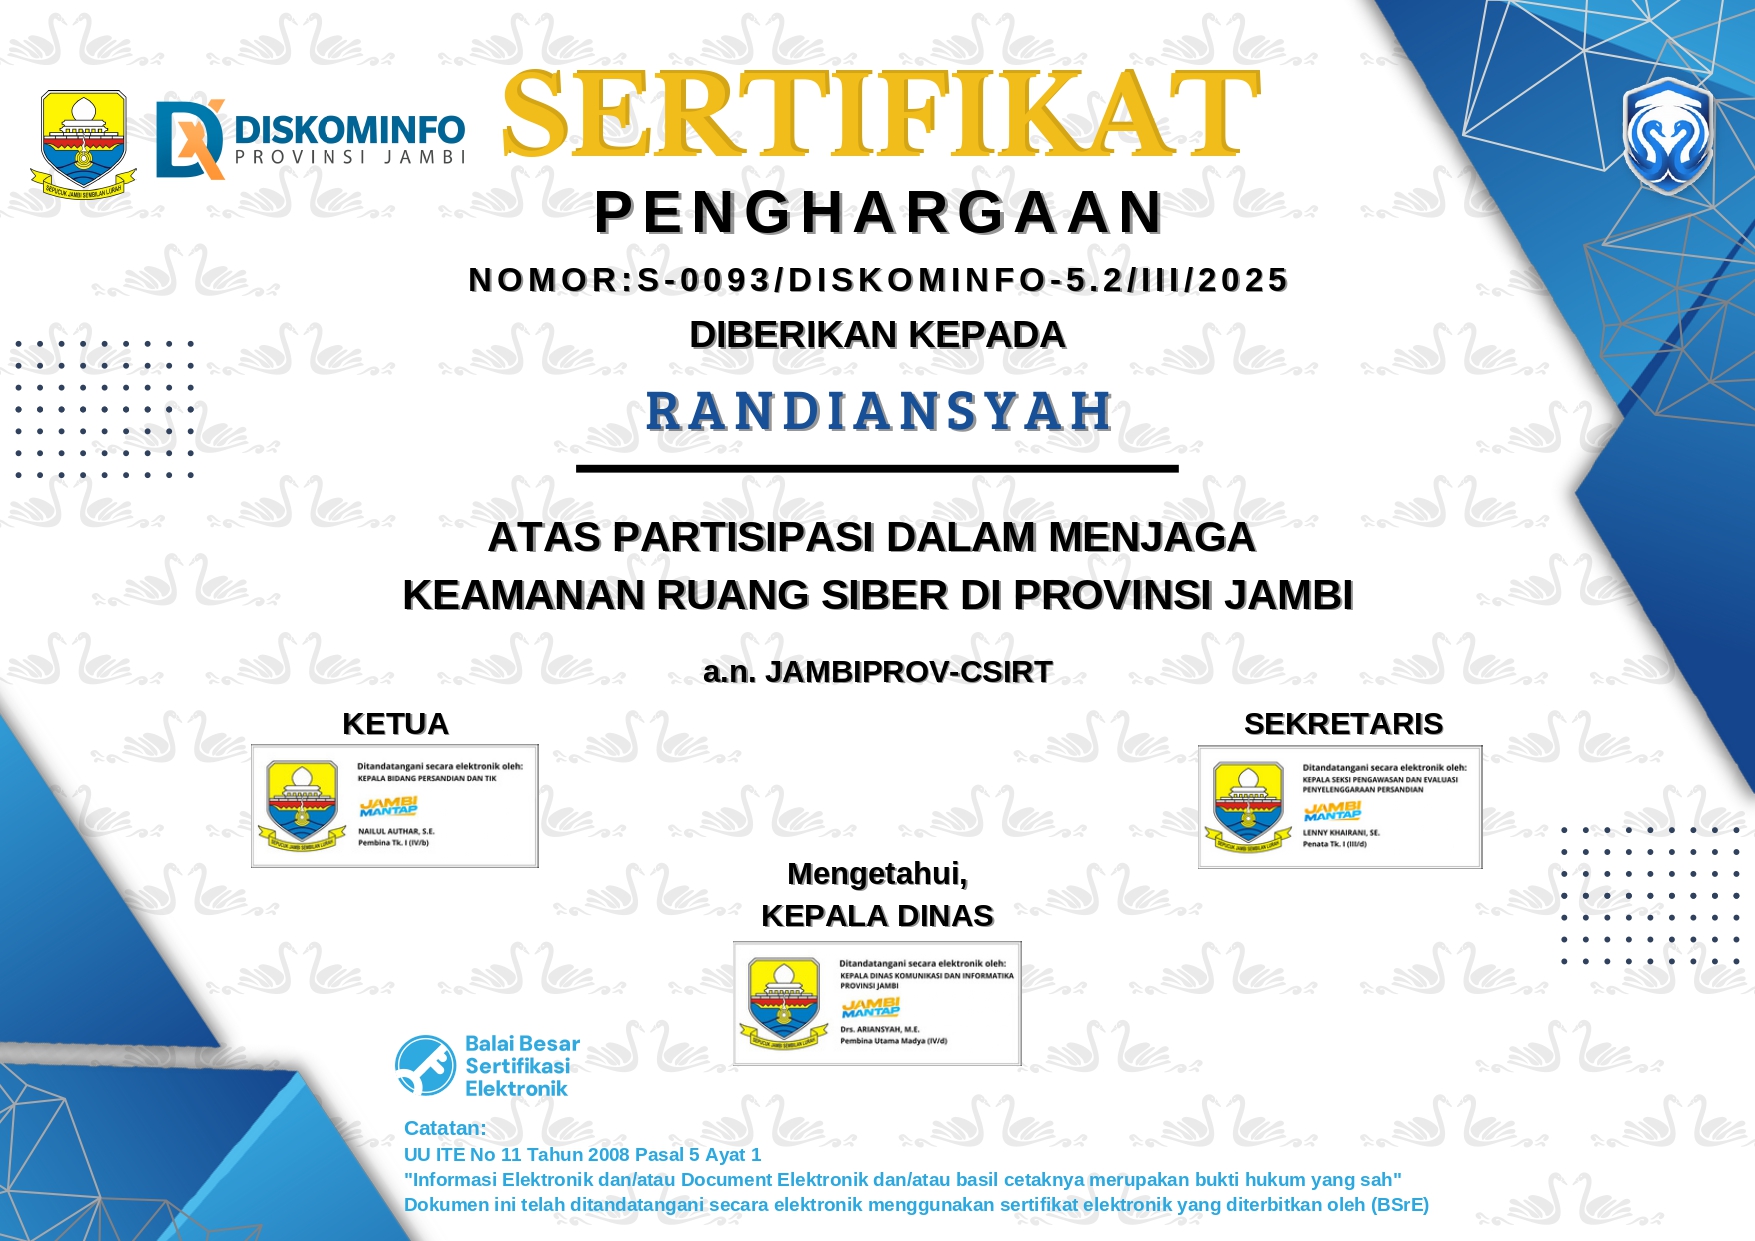 SERTIFIKAT
DISKOMINFO
PROVINSI JAMBI
SEPUCUK JAMBI SEMBILAN LURAH
PENGHARGAAN
NOMOR:S-0093/DISKOMINFO-5.2/III/2025
DIBERIKAN KEPADA
RANDIANSYAH
ATAS PARTISIPASI DALAM MENJAGA
KEAMANAN RUANG SIBER DI PROVINSI JAMBI
a.n. JAMBIPROV-CSIRT
KETUA
Ditandatangani secara elektronik oleh:
KEPALA BIDANG PERSANDIAN DAN TIK
JAMBI
MANTAP
NAILUL AUTHAR, S.E.
Pembina Tk. I (IV/b)
SEPUCUK JAMBI SEMBILAN LURAH
SEKRETARIS
Ditandatangani secara elektronik oleh:
KEPALA SEKSI PENGAWASAN DAN EVALUASI
PENYELENGGARAAN PERSANDIAN
JAMBI
MANTAP
LENNY KHAIRANI, SE.
Penata Tk. I (III/d)
SEPUCUK JAMBI SEMBILAN LURAH
Mengetahui,
KEPALA DINAS
Ditandatangani secara elektronik oleh:
KEPALA DINAS KOMUNIKASI DAN INFORMATIKA
PROVINSI JAMBI
JAMBI
MANTAP
Drs. ARIANSYAH, M.E.
Pembina Utama Madya (IV/d)
SEPUCUK JAMBI SEMBILAN LURAH
Balai Besar
Sertifikasi
Elektronik
Catatan:
UU ITE No 11 Tahun 2008 Pasal 5 Ayat 1
"Informasi Elektronik dan/atau Document Elektronik dan/atau basil cetaknya merupakan bukti hukum yang sah"
Dokumen ini telah ditandatangani secara elektronik menggunakan sertifikat elektronik yang diterbitkan oleh (BSrE)